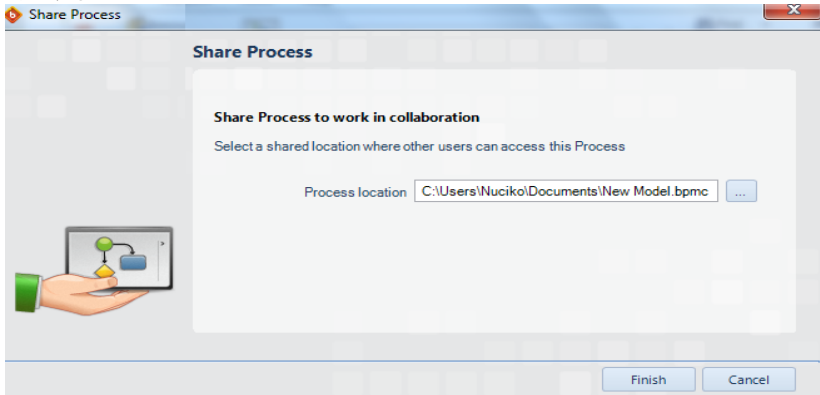 Share Process
Share Process
Share Process to work in collaboration
Select a shared location where other users can access this Process
Process location C:\Users\Nuciko\Documents\New Model.bpmc ...
Finish Cancel